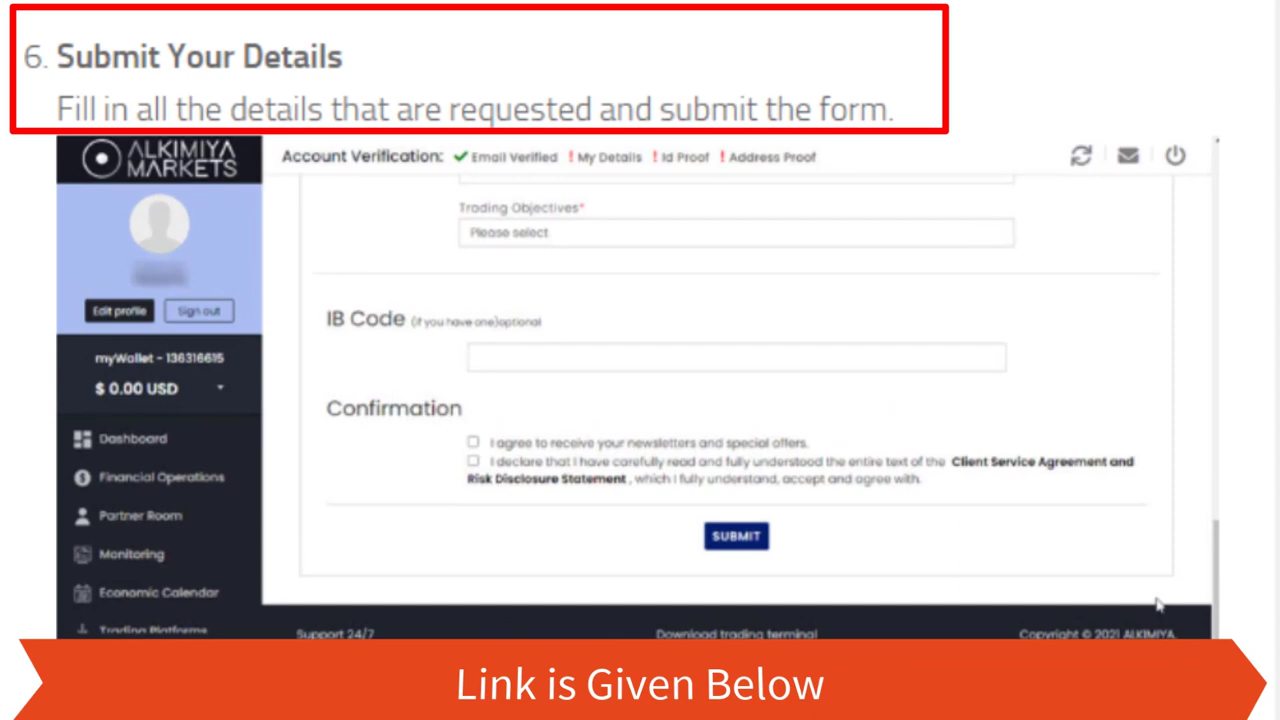 6. Submit Your Details
Fill in all the details that are requested and submit the form.
ALKIMIYA
MARKETS
Account Verification: Email Verified ! My Details ! Id Proof ! Address Proof
Trading Objectives*
Please select
Edit profile Sign out
IB Code (if you have one)optional
myWallet - 136316615
$ 0.00 USD
Confirmation
Dashboard
I agree to receive your newsletters and special offers.
I declare that I have carefully read and fully understood the entire text of the Client Service Agreement and
Risk Disclosure Statement , which I fully understand, accept and agree with.
Financial Operations
Partner Room
SUBMIT
Monitoring
Economic Calendar
Trading Platforms
Support 24/7 Download trading terminal Copyright © 2021 ALKIMIYA.
Link is Given Below